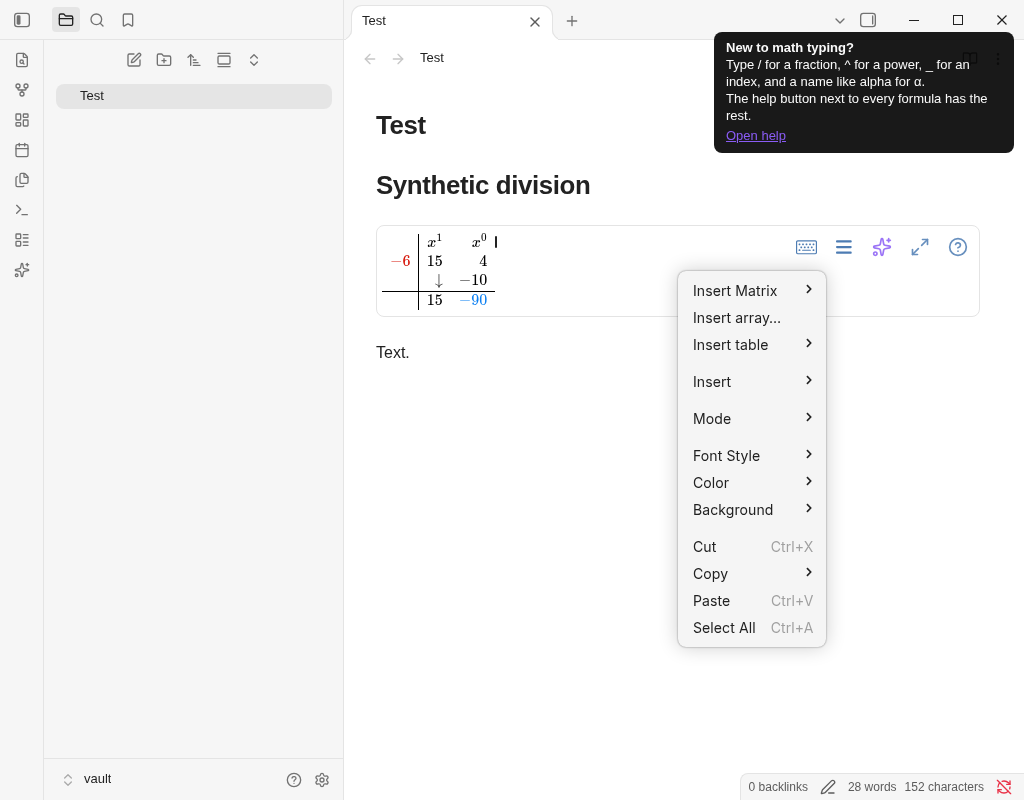 Test
New to math typing?
Type / for a fraction, ^ for a power, _ for an
index, and a name like alpha for α.
The help button next to every formula has the
rest.
Open help
Test
Test
Test
Synthetic division
x¹ x⁰
−6 15 4
↓ −10
15 −90
Text.
Insert Matrix
Insert array...
Insert table
Insert
Mode
Font Style
Color
Background
Cut Ctrl+X
Copy
Paste Ctrl+V
Select All Ctrl+A
vault
0 backlinks 28 words 152 characters